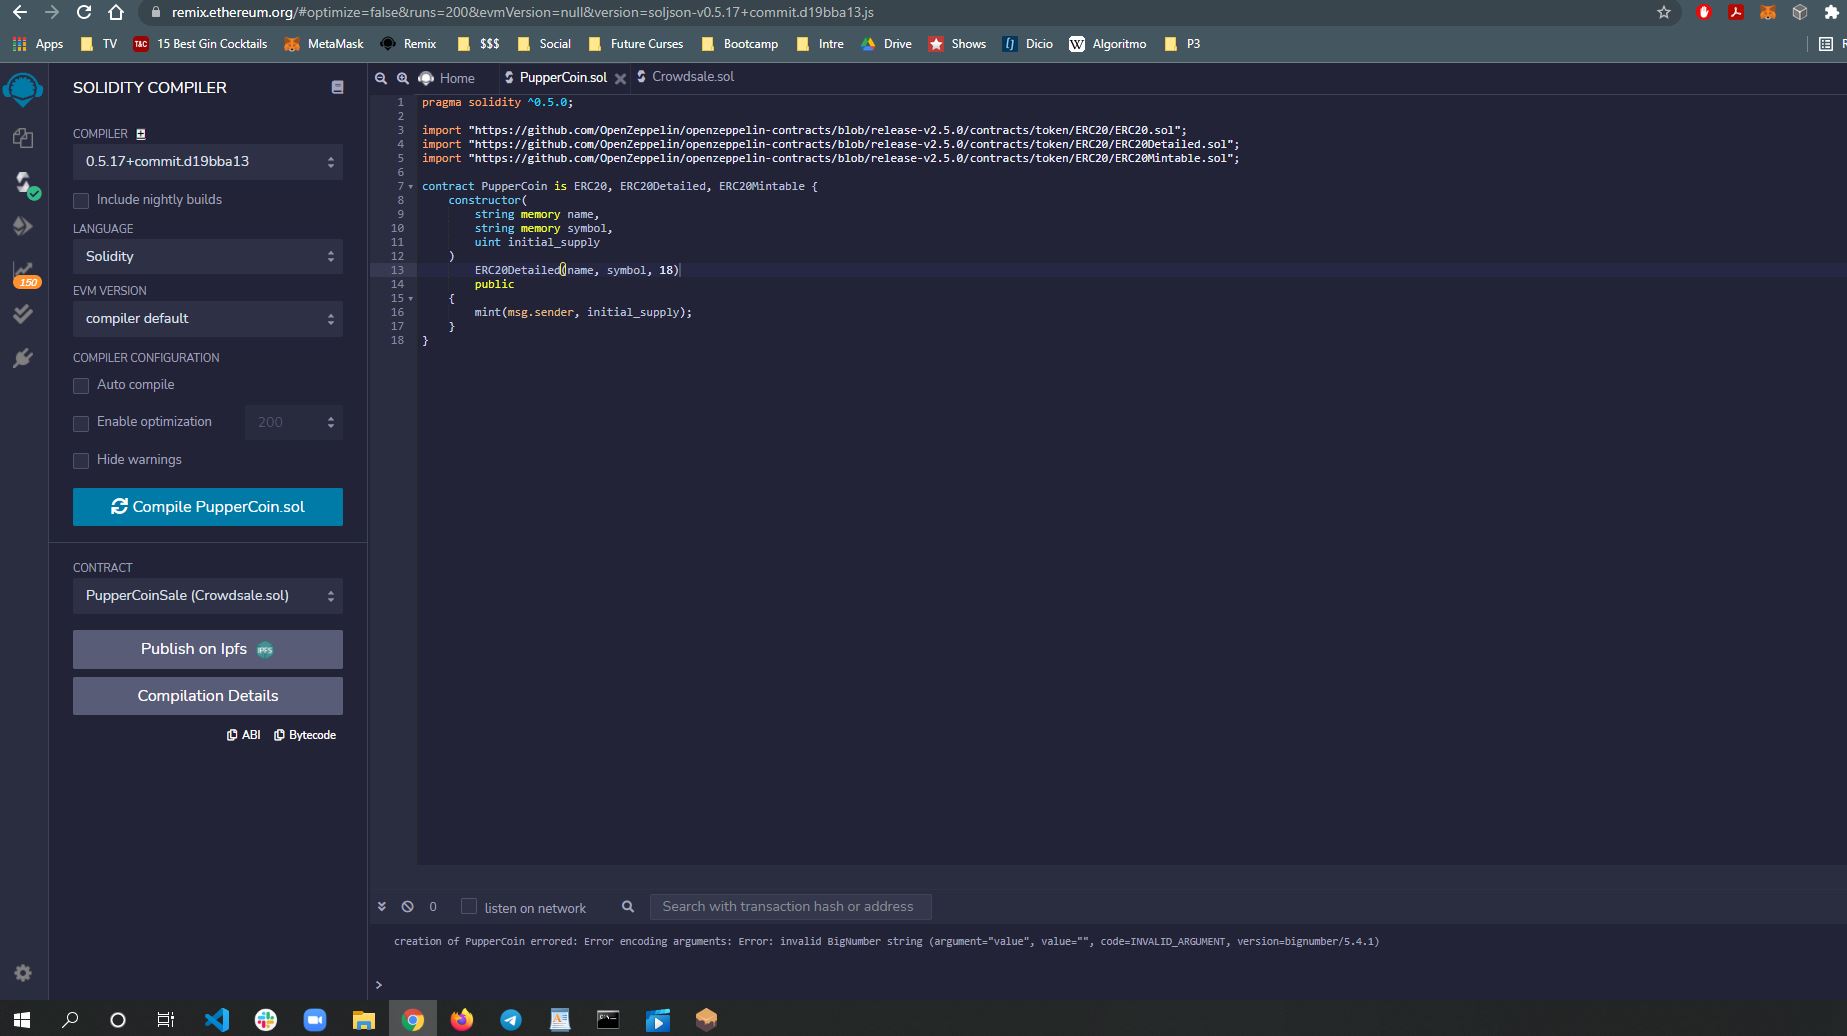 remix.ethereum.org/#optimize=false&runs=200&evmVersion=null&version=soljson-v0.5.17+commit.d19bba13.js
Apps TV T&C 15 Best Gin Cocktails MetaMask Remix $$$ Social Future Curses Bootcamp Intre Drive Shows Dicio W Algoritmo P3
SOLIDITY COMPILER
Home PupperCoin.sol Crowdsale.sol
COMPILER
0.5.17+commit.d19bba13
Include nightly builds
LANGUAGE
Solidity
150
EVM VERSION
compiler default
COMPILER CONFIGURATION
Auto compile
Enable optimization 200
Hide warnings
Compile PupperCoin.sol
CONTRACT
PupperCoinSale (Crowdsale.sol)
Publish on Ipfs IPFS
Compilation Details
ABI Bytecode
1 pragma solidity ^0.5.0;
2
3 import "https://github.com/OpenZeppelin/openzeppelin-contracts/blob/release-v2.5.0/contracts/token/ERC20/ERC20.sol";
4 import "https://github.com/OpenZeppelin/openzeppelin-contracts/blob/release-v2.5.0/contracts/token/ERC20/ERC20Detailed.sol";
5 import "https://github.com/OpenZeppelin/openzeppelin-contracts/blob/release-v2.5.0/contracts/token/ERC20/ERC20Mintable.sol";
6
7 contract PupperCoin is ERC20, ERC20Detailed, ERC20Mintable {
8 constructor(
9 string memory name,
10 string memory symbol,
11 uint initial_supply
12 )
13 ERC20Detailed(name, symbol, 18)
14 public
15 {
16 mint(msg.sender, initial_supply);
17 }
18 }
0 listen on network Search with transaction hash or address
creation of PupperCoin errored: Error encoding arguments: Error: invalid BigNumber string (argument="value", value="", code=INVALID_ARGUMENT, version=bignumber/5.4.1)
>